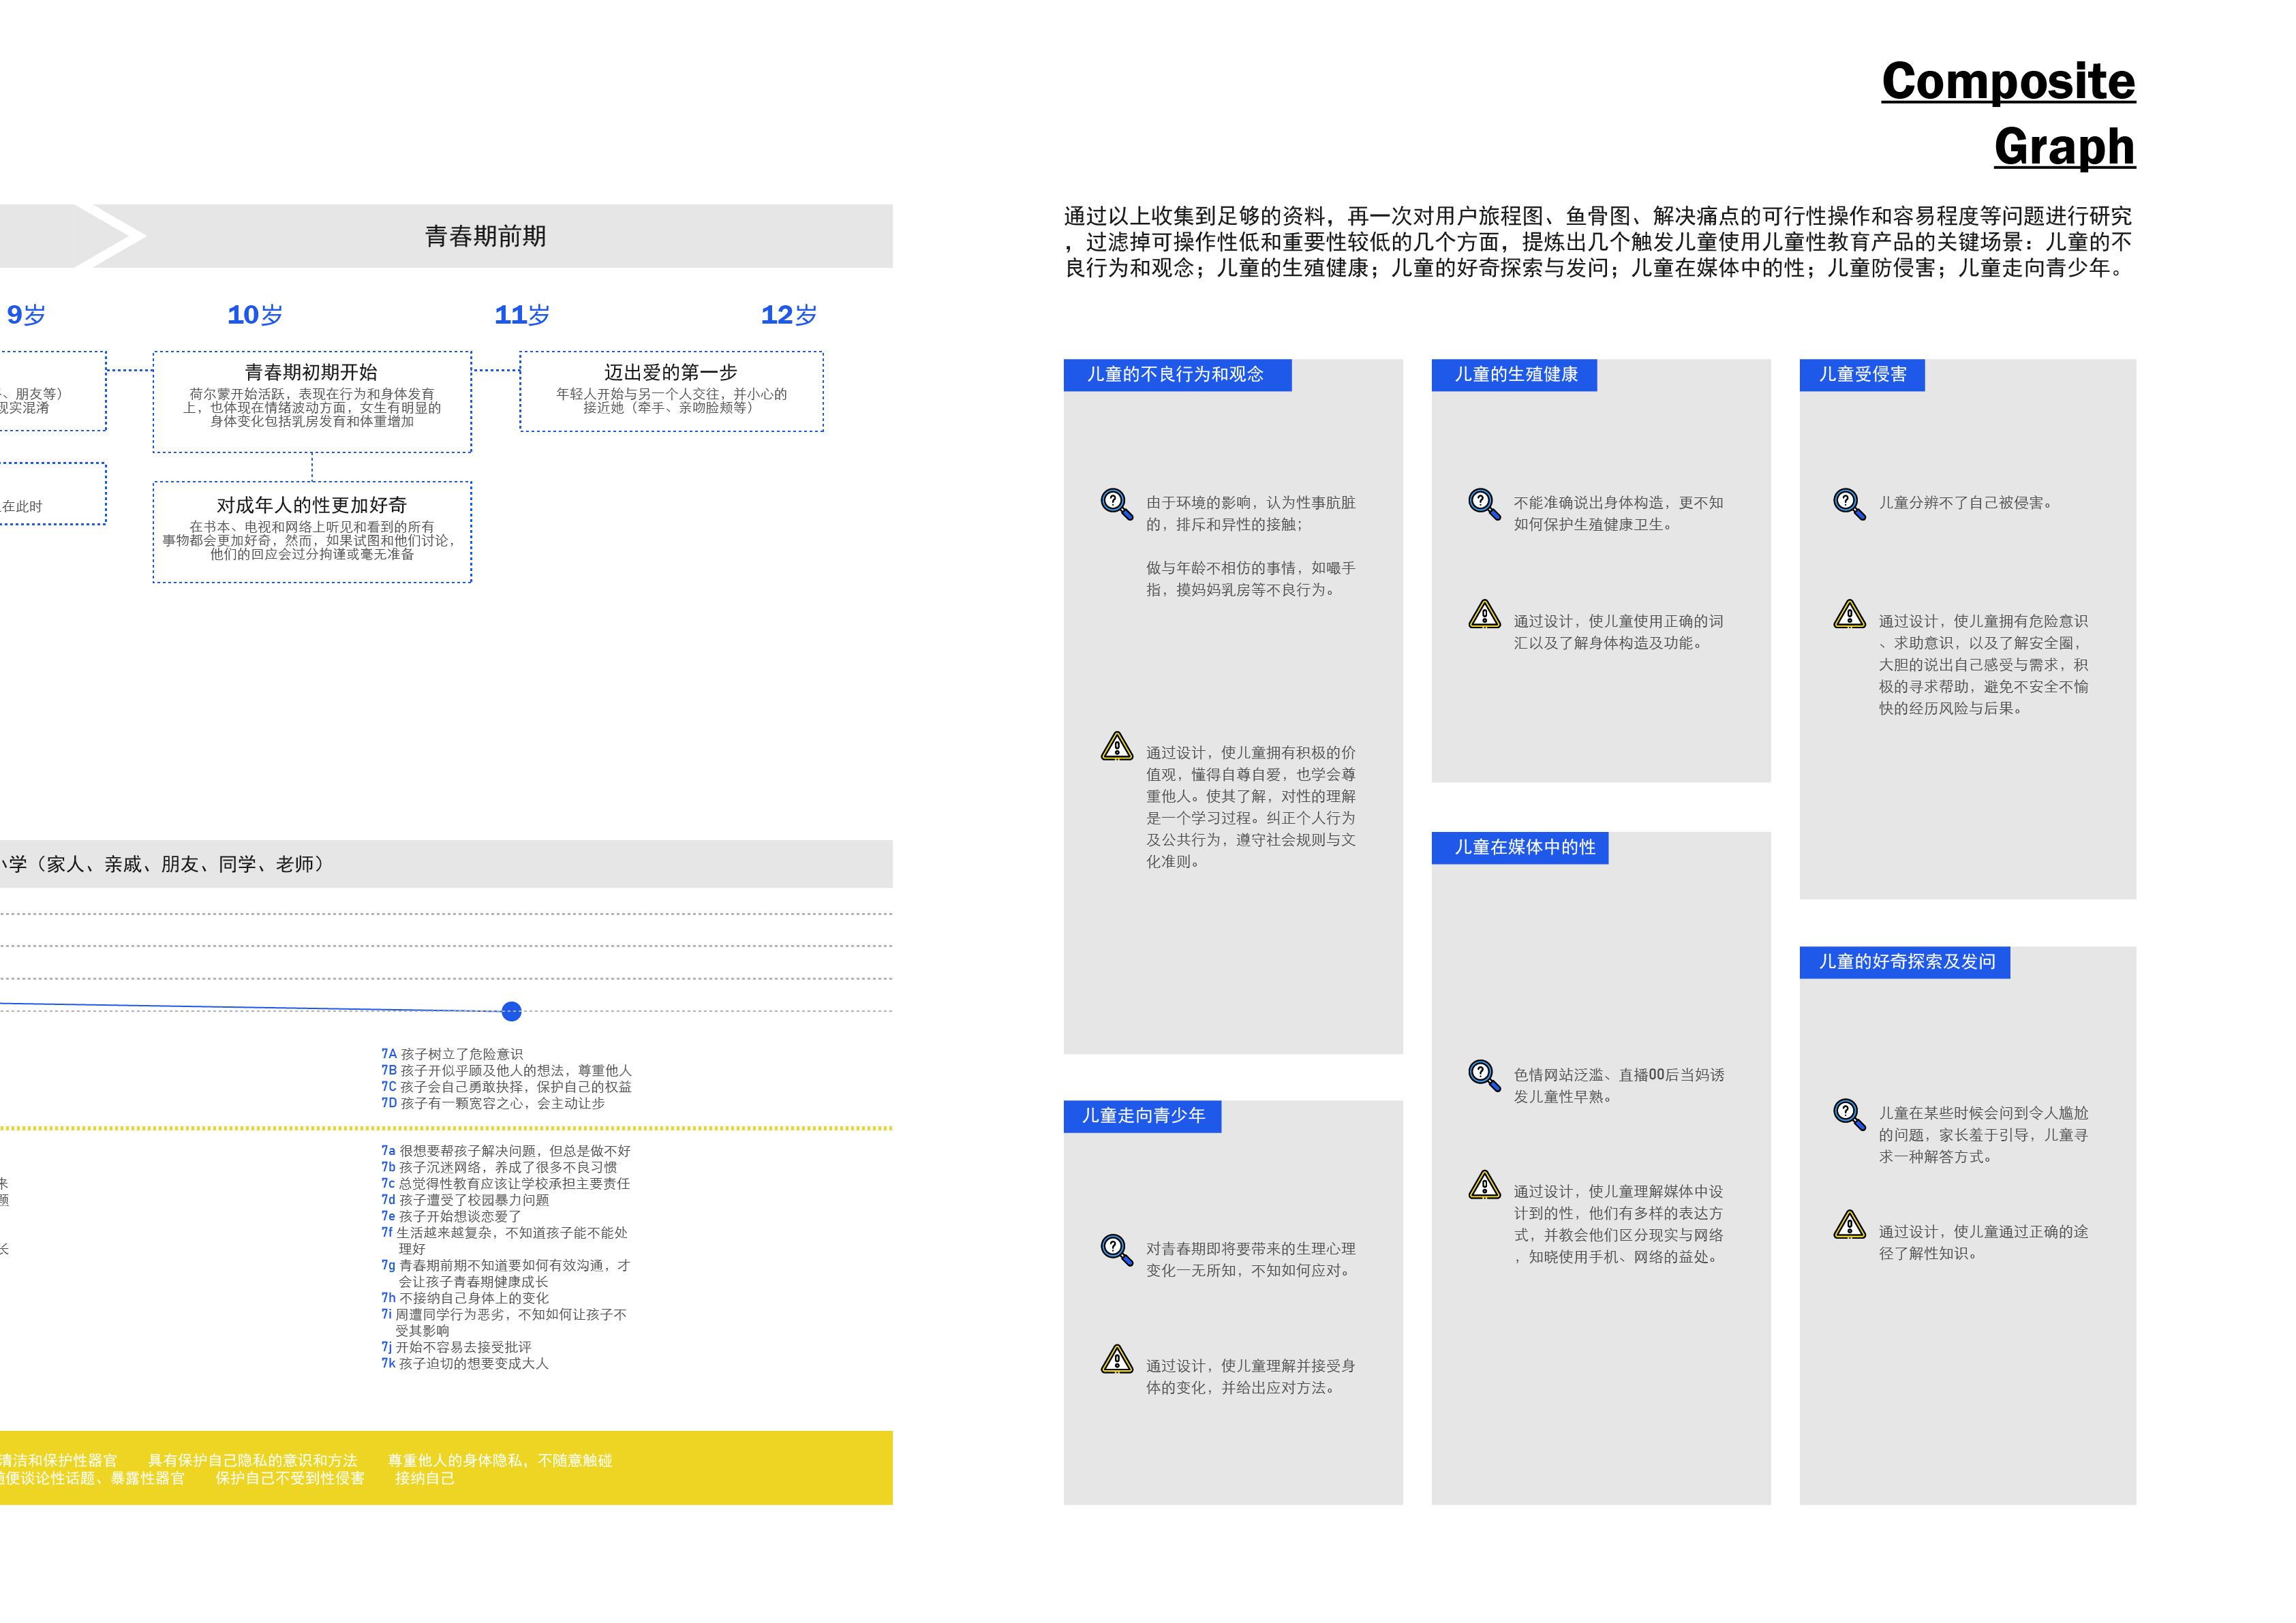 Composite
Graph
通过以上收集到足够的资料，再一次对用户旅程图、鱼骨图、解决痛点的可行性操作和容易程度等问题进行研究
，过滤掉可操作性低和重要性较低的几个方面，提炼出几个触发儿童使用儿童性教育产品的关键场景：儿童的不
良行为和观念；儿童的生殖健康；儿童的好奇探索与发问；儿童在媒体中的性；儿童防侵害；儿童走向青少年。
青春期前期
9岁
10岁
11岁
12岁
、朋友等）
现实混淆
在此时
青春期初期开始
荷尔蒙开始活跃，表现在行为和身体发育
上，也体现在情绪波动方面，女生有明显的
身体变化包括乳房发育和体重增加
迈出爱的第一步
年轻人开始与另一个人交往，并小心的
接近她（牵手、亲吻脸颊等）
对成年人的性更加好奇
在书本、电视和网络上听见和看到的所有
事物都会更加好奇，然而，如果试图和他们讨论，
他们的回应会过分拘谨或毫无准备
小学（家人、亲戚、朋友、同学、老师）
7A 孩子树立了危险意识
7B 孩子开似乎顾及他人的想法，尊重他人
7C 孩子会自己勇敢抉择，保护自己的权益
7D 孩子有一颗宽容之心，会主动让步
来
题
长
7a 很想要帮孩子解决问题，但总是做不好
7b 孩子沉迷网络，养成了很多不良习惯
7c 总觉得性教育应该让学校承担主要责任
7d 孩子遭受了校园暴力问题
7e 孩子开始想谈恋爱了
7f 生活越来越复杂，不知道孩子能不能处
理好
7g 青春期前期不知道要如何有效沟通，才
会让孩子青春期健康成长
7h 不接纳自己身体上的变化
7i 周遭同学行为恶劣，不知如何让孩子不
受其影响
7j 开始不容易去接受批评
7k 孩子迫切的想要变成大人
清洁和保护性器官 具有保护自己隐私的意识和方法 尊重他人的身体隐私，不随意触碰
随便谈论性话题、暴露性器官 保护自己不受到性侵害 接纳自己
儿童的不良行为和观念
由于环境的影响，认为性事肮脏
的，排斥和异性的接触；
做与年龄不相仿的事情，如嘬手
指，摸妈妈乳房等不良行为。
通过设计，使儿童拥有积极的价
值观，懂得自尊自爱，也学会尊
重他人。使其了解，对性的理解
是一个学习过程。纠正个人行为
及公共行为，遵守社会规则与文
化准则。
儿童走向青少年
对青春期即将要带来的生理心理
变化一无所知，不知如何应对。
通过设计，使儿童理解并接受身
体的变化，并给出应对方法。
儿童的生殖健康
不能准确说出身体构造，更不知
如何保护生殖健康卫生。
通过设计，使儿童使用正确的词
汇以及了解身体构造及功能。
儿童在媒体中的性
色情网站泛滥、直播00后当妈诱
发儿童性早熟。
通过设计，使儿童理解媒体中设
计到的性，他们有多样的表达方
式，并教会他们区分现实与网络
，知晓使用手机、网络的益处。
儿童受侵害
儿童分辨不了自己被侵害。
通过设计，使儿童拥有危险意识
、求助意识，以及了解安全圈，
大胆的说出自己感受与需求，积
极的寻求帮助，避免不安全不愉
快的经历风险与后果。
儿童的好奇探索及发问
儿童在某些时候会问到令人尴尬
的问题，家长羞于引导，儿童寻
求一种解答方式。
通过设计，使儿童通过正确的途
径了解性知识。